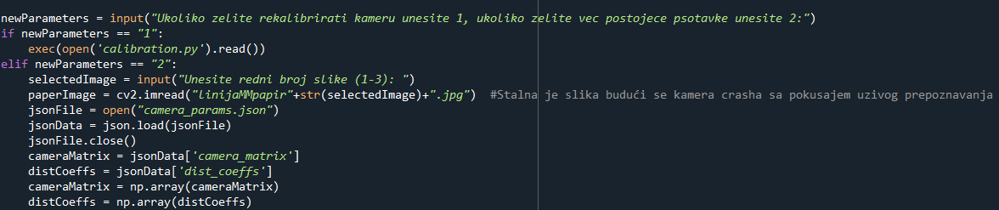 newParameters = input("Ukoliko zelite rekalibrirati kameru unesite 1, ukoliko zelite vec postojece psotavke unesite 2:")
if newParameters == "1":
    exec(open('calibration.py').read())
elif newParameters == "2":
    selectedImage = input("Unesite redni broj slike (1-3): ")
    paperImage = cv2.imread("linijaMMpapir"+str(selectedImage)+".jpg")  #Stalna je slika budući se kamera crasha sa pokusajem uzivog prepoznavanja
    jsonFile = open("camera_params.json")
    jsonData = json.load(jsonFile)
    jsonFile.close()
    cameraMatrix = jsonData['camera_matrix']
    distCoeffs = jsonData['dist_coeffs']
    cameraMatrix = np.array(cameraMatrix)
    distCoeffs = np.array(distCoeffs)